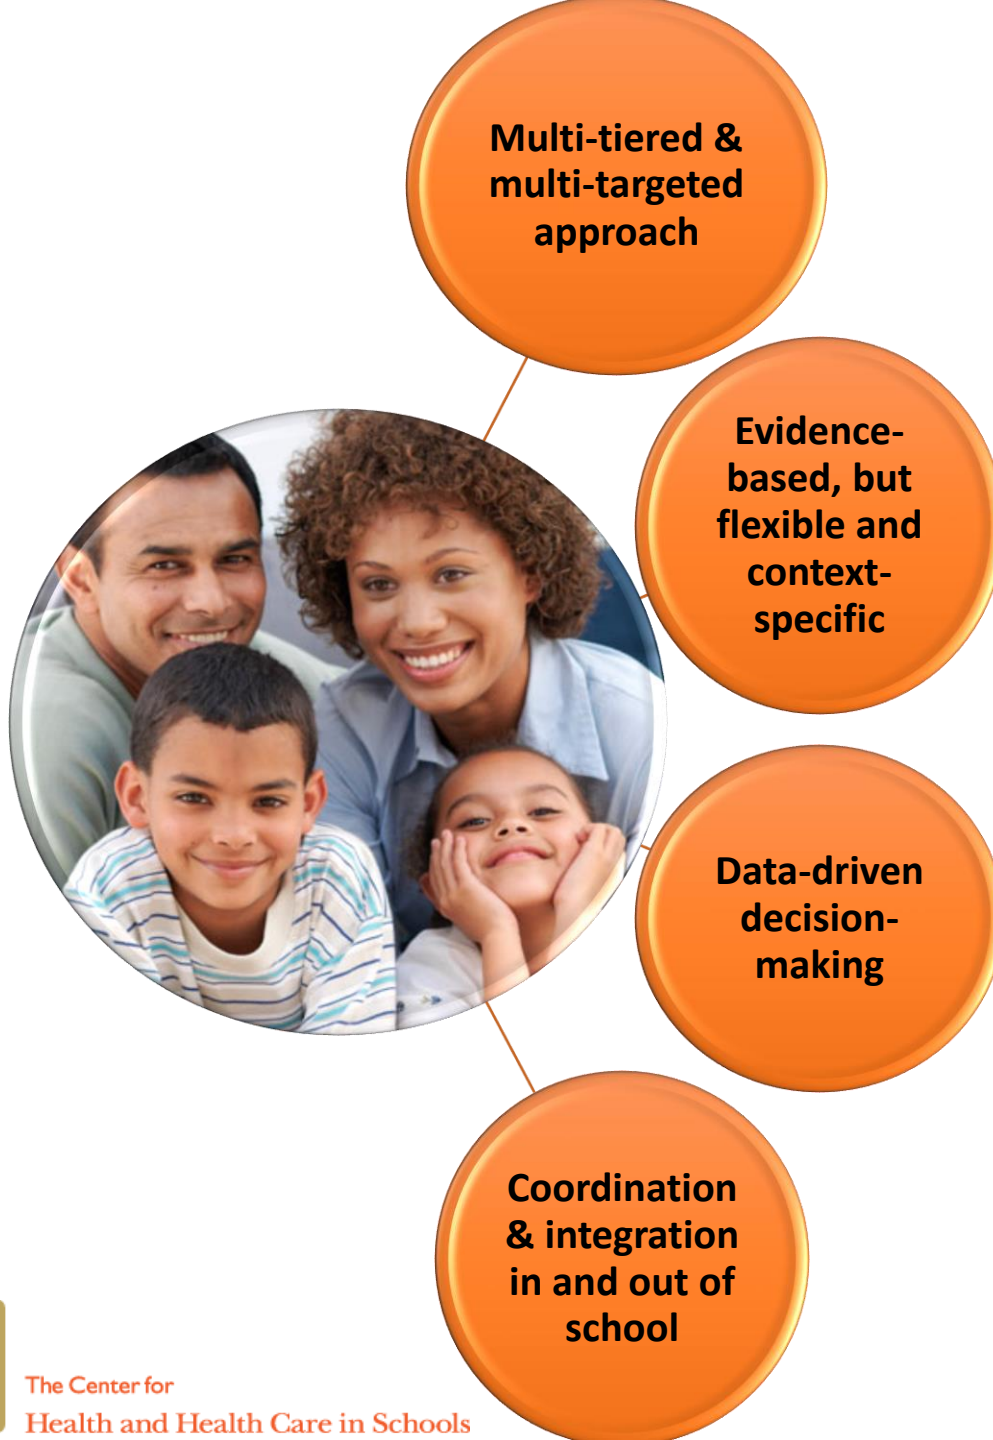 Multi-tiered &
multi-targeted
approach
Evidence-
based, but
flexible and
context-
specific
Data-driven
decision-
making
Coordination
& integration
in and out of
school
The Center for
Health and Health Care in Schools